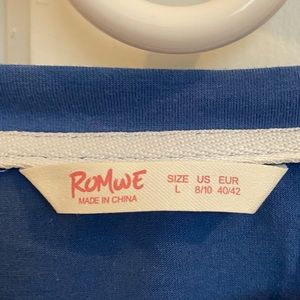 ROMWE
MADE IN CHINA
SIZE US EUR
L 8/10 40/42